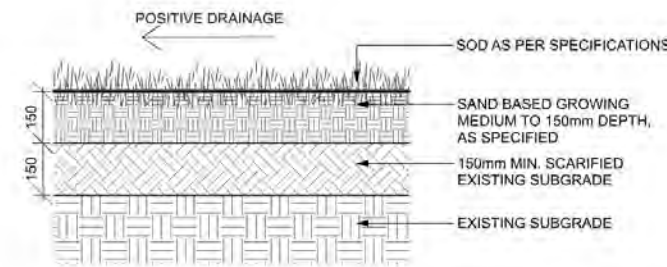 POSITIVE DRAINAGE
SOD AS PER SPECIFICATIONS
150
SAND BASED GROWING
MEDIUM TO 150mm DEPTH,
AS SPECIFIED
150
150mm MIN. SCARIFIED
EXISTING SUBGRADE
EXISTING SUBGRADE